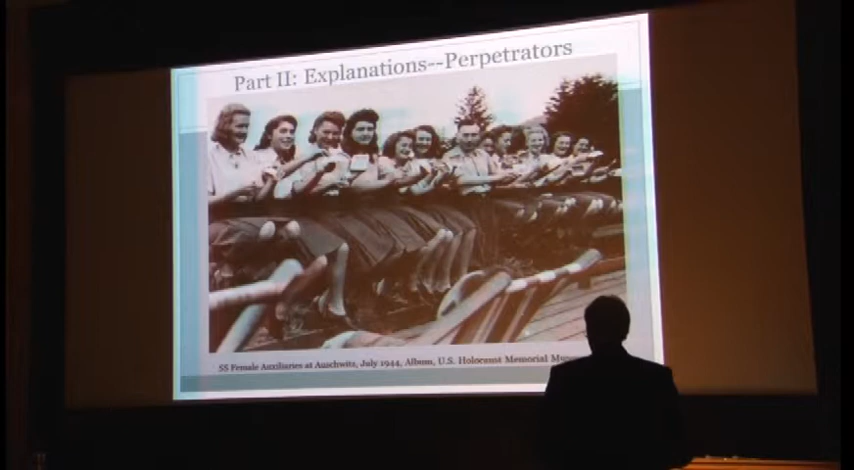 Part II: Explanations--Perpetrators
SS Female Auxiliaries at Auschwitz, July 1944, Album, U.S. Holocaust Memorial